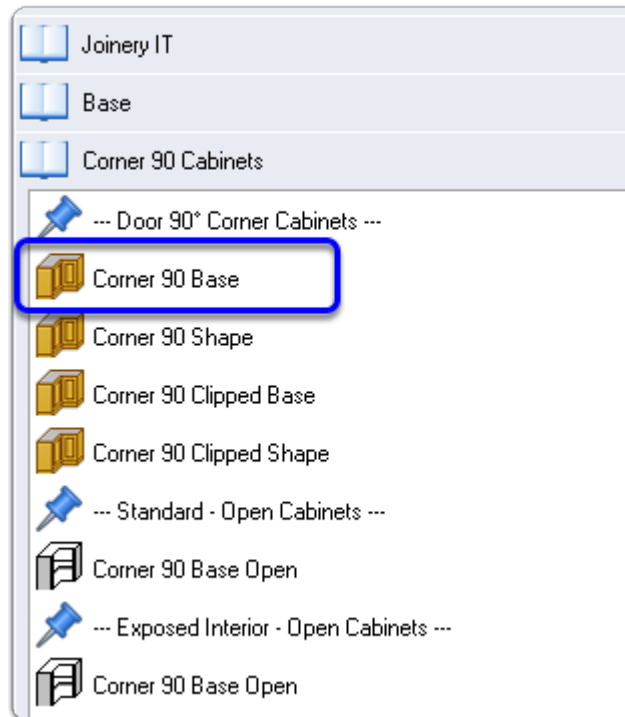 Joinery IT
Base
Corner 90 Cabinets
--- Door 90° Corner Cabinets ---
Corner 90 Base
Corner 90 Shape
Corner 90 Clipped Base
Corner 90 Clipped Shape
--- Standard - Open Cabinets ---
Corner 90 Base Open
--- Exposed Interior - Open Cabinets ---
Corner 90 Base Open